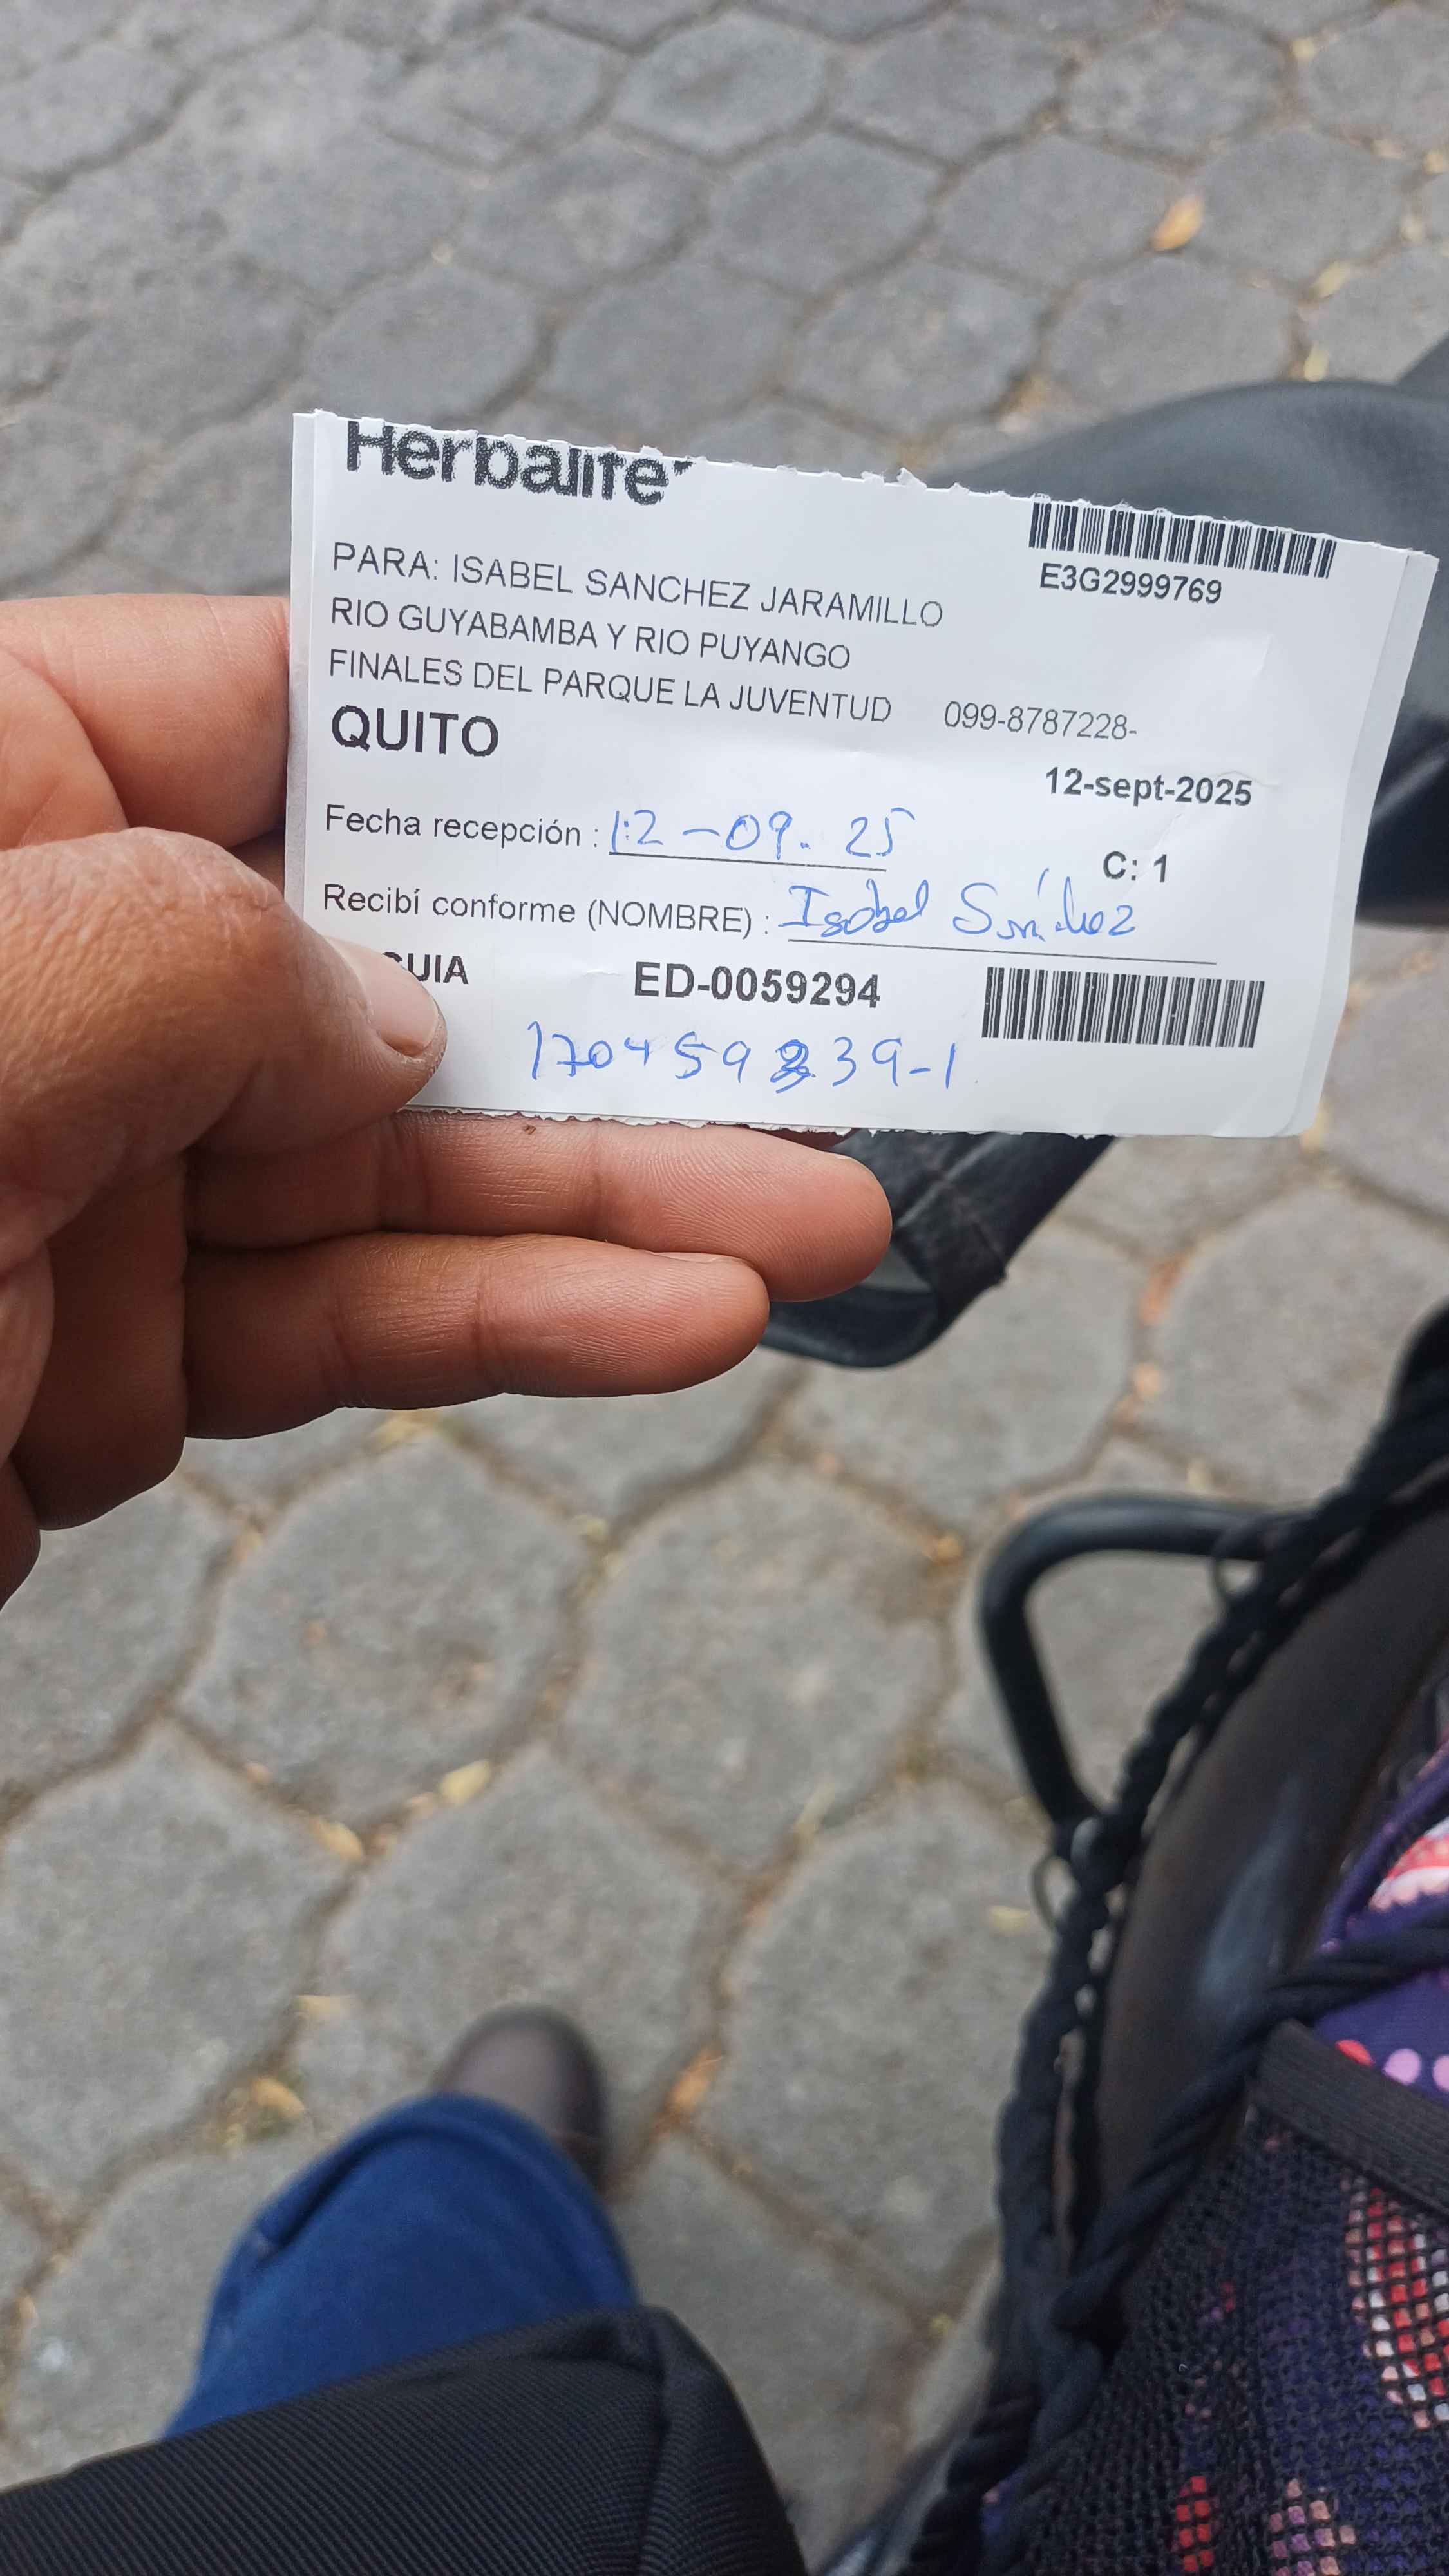 Herbalife
E3G2999769
PARA: ISABEL SANCHEZ JARAMILLO
RIO GUYABAMBA Y RIO PUYANGO
FINALES DEL PARQUE LA JUVENTUD 099-8787228-
QUITO
12-sept-2025
Fecha recepción : 12-09.25
C: 1
Recibí conforme (NOMBRE) : Isabel Sánchez
GUIA ED-0059294